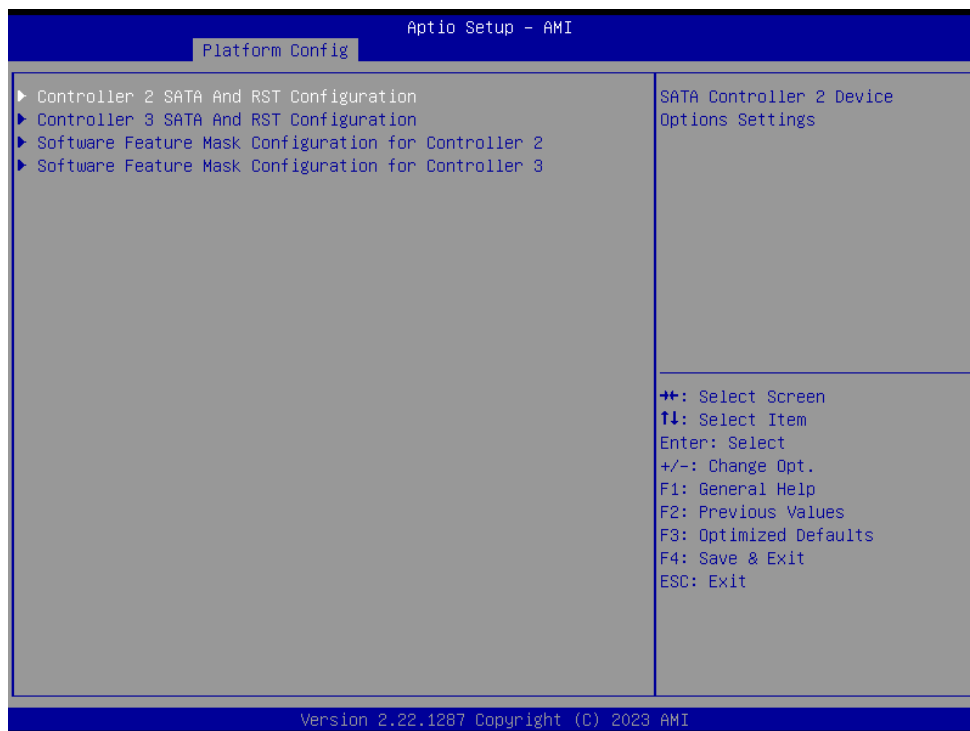 Aptio Setup – AMI
Platform Config
Controller 2 SATA And RST Configuration
Controller 3 SATA And RST Configuration
Software Feature Mask Configuration for Controller 2
Software Feature Mask Configuration for Controller 3
SATA Controller 2 Device
Options Settings
→←: Select Screen
↑↓: Select Item
Enter: Select
+/-: Change Opt.
F1: General Help
F2: Previous Values
F3: Optimized Defaults
F4: Save & Exit
ESC: Exit
Version 2.22.1287 Copyright (C) 2023 AMI